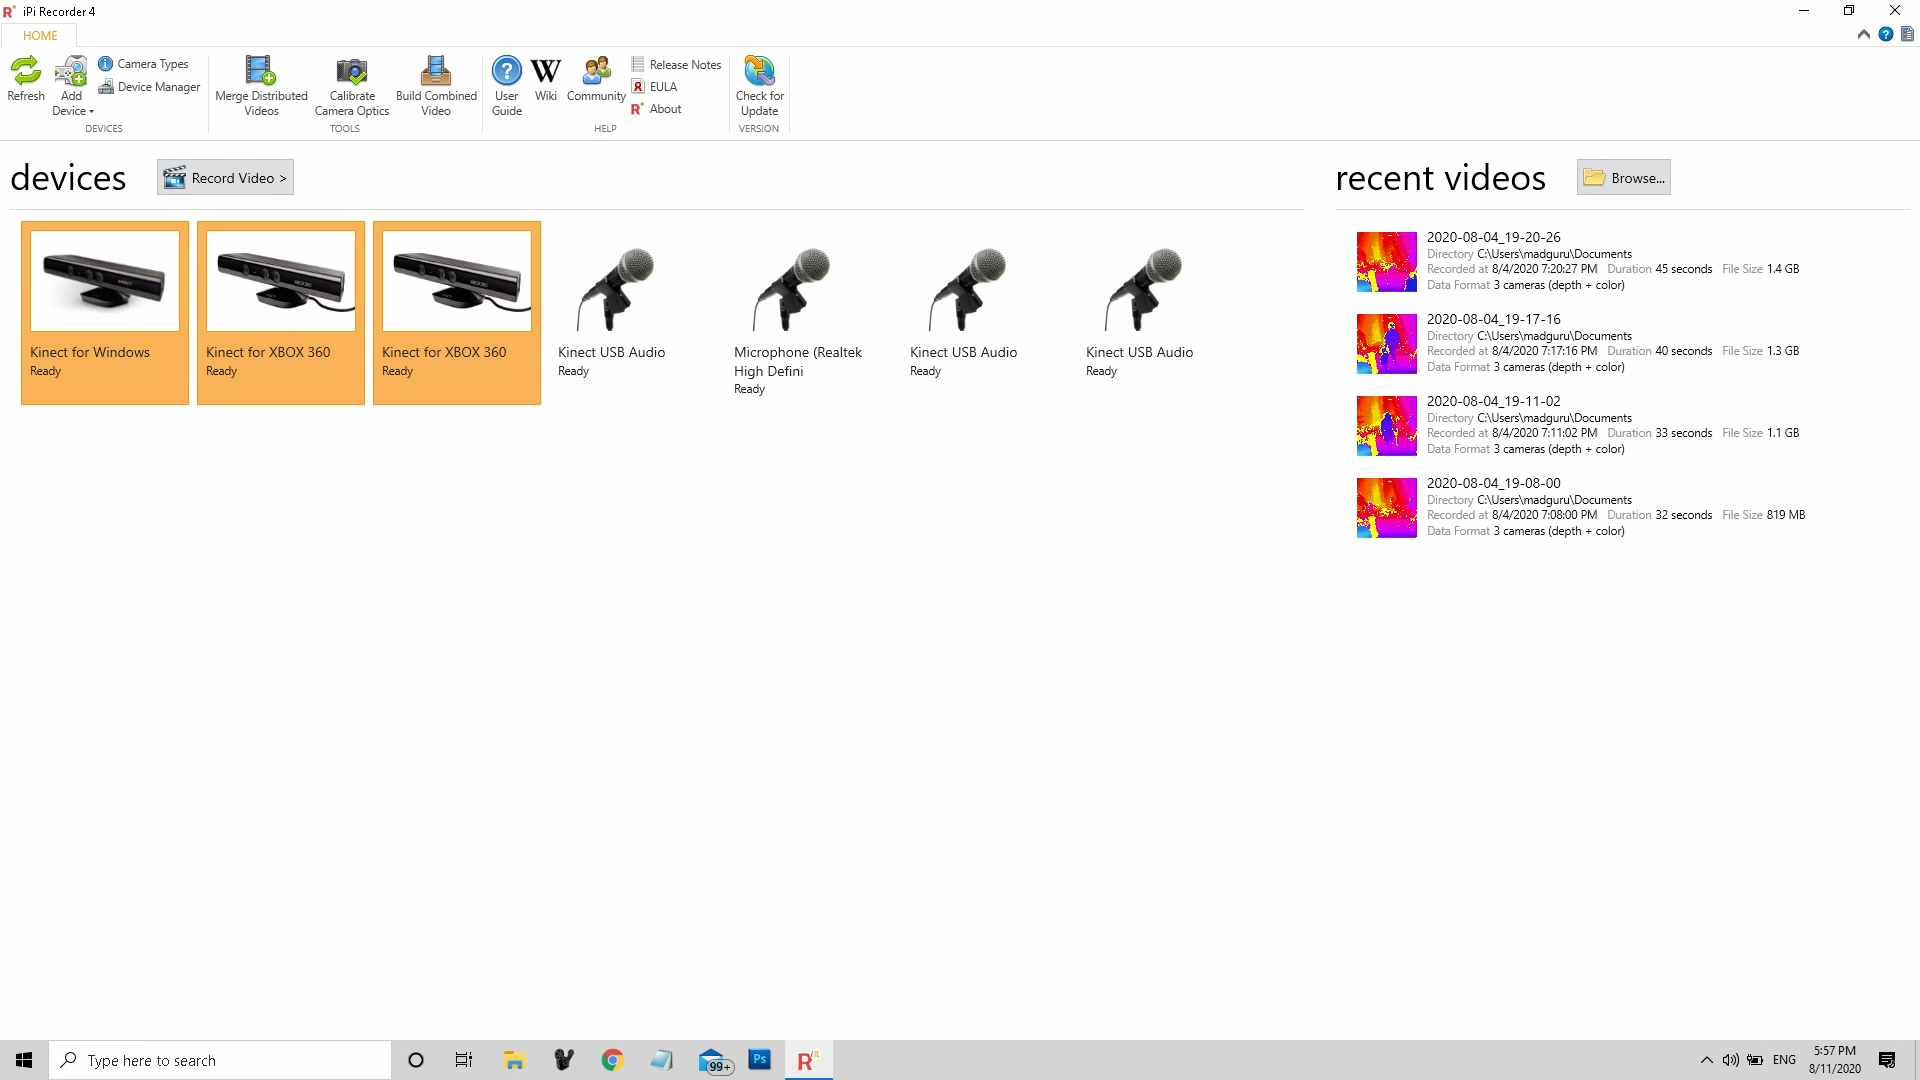 iPi Recorder 4
HOME
Refresh
Add
Device
Camera Types
Device Manager
DEVICES
Merge Distributed
Videos
Calibrate
Camera Optics
Build Combined
Video
TOOLS
User
Guide
Wiki
Community
Release Notes
EULA
About
HELP
Check for
Update
VERSION
devices
Record Video >
recent videos
Browse...
Kinect for Windows
Ready
Kinect for XBOX 360
Ready
Kinect for XBOX 360
Ready
Kinect USB Audio
Ready
Microphone (Realtek
High Defini
Ready
Kinect USB Audio
Ready
Kinect USB Audio
Ready
2020-08-04_19-20-26
Directory C:\Users\madguru\Documents
Recorded at 8/4/2020 7:20:27 PM Duration 45 seconds File Size 1.4 GB
Data Format 3 cameras (depth + color)
2020-08-04_19-17-16
Directory C:\Users\madguru\Documents
Recorded at 8/4/2020 7:17:16 PM Duration 40 seconds File Size 1.3 GB
Data Format 3 cameras (depth + color)
2020-08-04_19-11-02
Directory C:\Users\madguru\Documents
Recorded at 8/4/2020 7:11:02 PM Duration 33 seconds File Size 1.1 GB
Data Format 3 cameras (depth + color)
2020-08-04_19-08-00
Directory C:\Users\madguru\Documents
Recorded at 8/4/2020 7:08:00 PM Duration 32 seconds File Size 819 MB
Data Format 3 cameras (depth + color)
Type here to search
99+
Ps
ENG
5:57 PM
8/11/2020